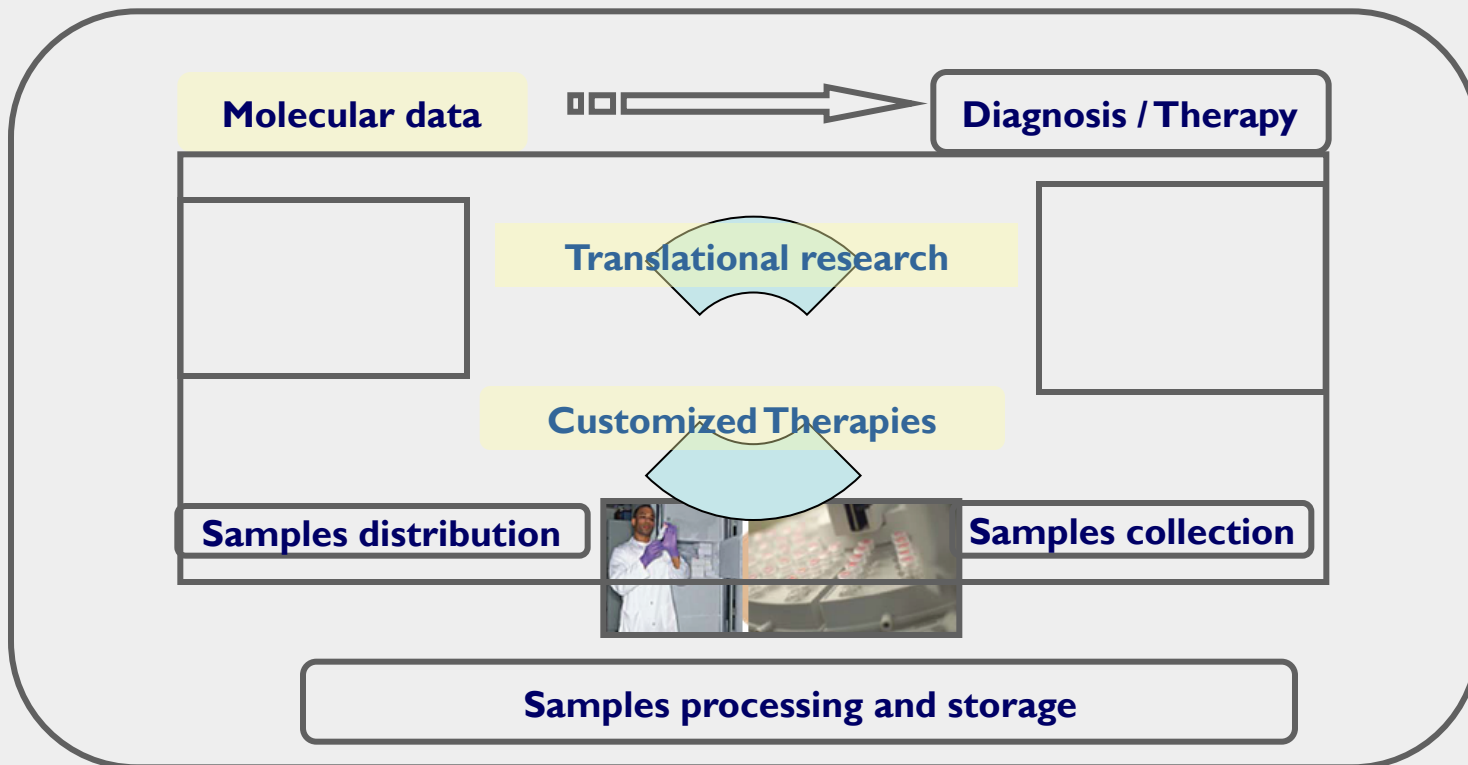 Molecular data
Diagnosis / Therapy
Translational research
Customized Therapies
Samples distribution
Samples collection
Samples processing and storage